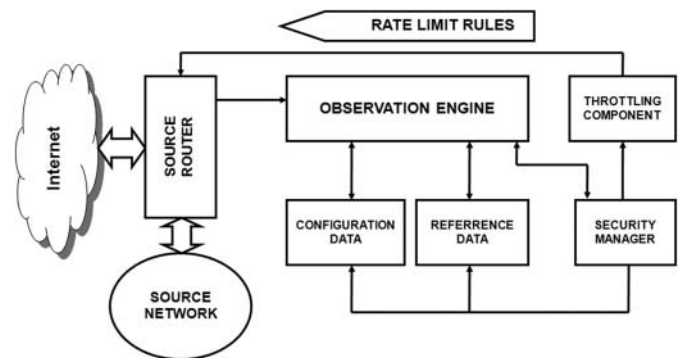 RATE LIMIT RULES
Internet
SOURCE
ROUTER
OBSERVATION ENGINE
THROTTLING
COMPONENT
CONFIGURATION
DATA
REFERRENCE
DATA
SECURITY
MANAGER
SOURCE
NETWORK